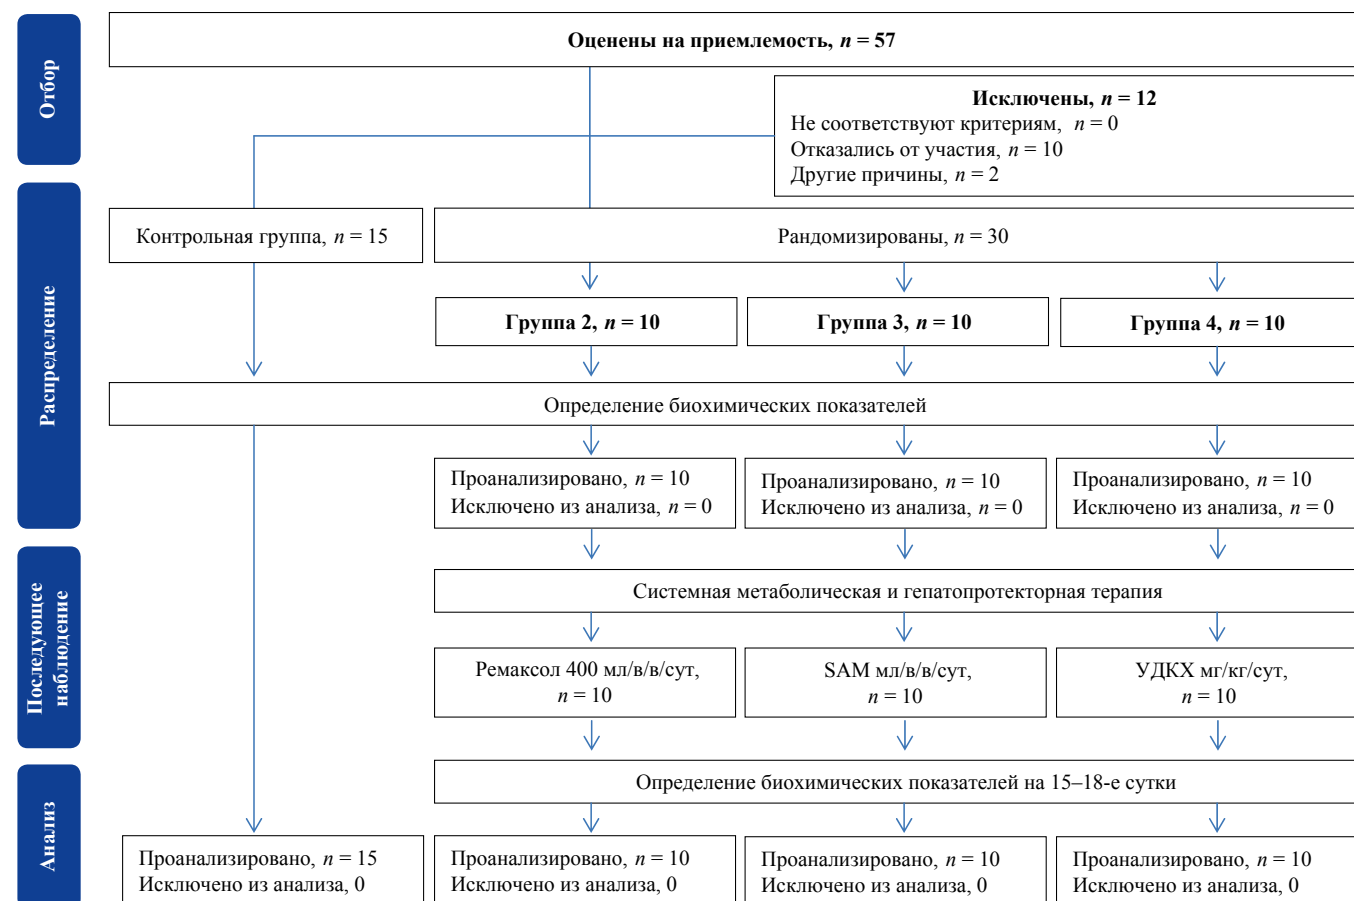 Отбор
Оценены на приемлемость, n = 57
Исключены, n = 12
Не соответствуют критериям, n = 0
Отказались от участия, n = 10
Другие причины, n = 2
Распределение
Контрольная группа, n = 15
Рандомизированы, n = 30
Группа 2, n = 10
Группа 3, n = 10
Группа 4, n = 10
Определение биохимических показателей
Проанализировано, n = 10
Исключено из анализа, n = 0
Проанализировано, n = 10
Исключено из анализа, n = 0
Проанализировано, n = 10
Исключено из анализа, n = 0
Последующее
наблюдение
Системная метаболическая и гепатопротекторная терапия
Ремаксол 400 мл/в/в/сут,
n = 10
SAM мл/в/в/сут,
n = 10
УДКХ мг/кг/сут,
n = 10
Анализ
Определение биохимических показателей на 15–18-е сутки
Проанализировано, n = 15
Исключено из анализа, 0
Проанализировано, n = 10
Исключено из анализа, 0
Проанализировано, n = 10
Исключено из анализа, 0
Проанализировано, n = 10
Исключено из анализа, 0